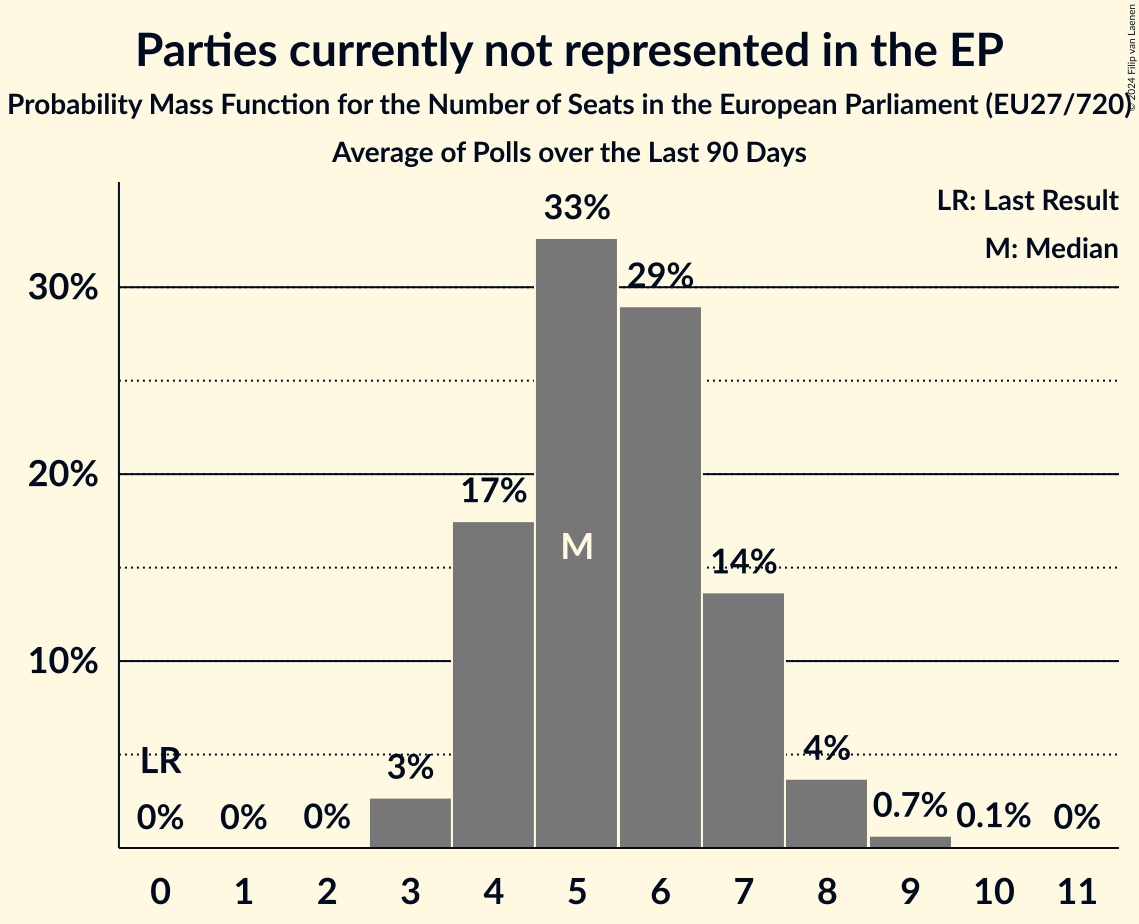 Parties currently not represented in the EP
Probability Mass Function for the Number of Seats in the European Parliament (EU27/720)
Average of Polls over the Last 90 Days
© 2024 Filip van Laenen
LR: Last Result
M: Median
30%
20%
10%
LR
0%
0%
0%
3%
17%
33%
M
29%
14%
4%
0.7%
0.1%
0%
0 1 2 3 4 5 6 7 8 9 10 11